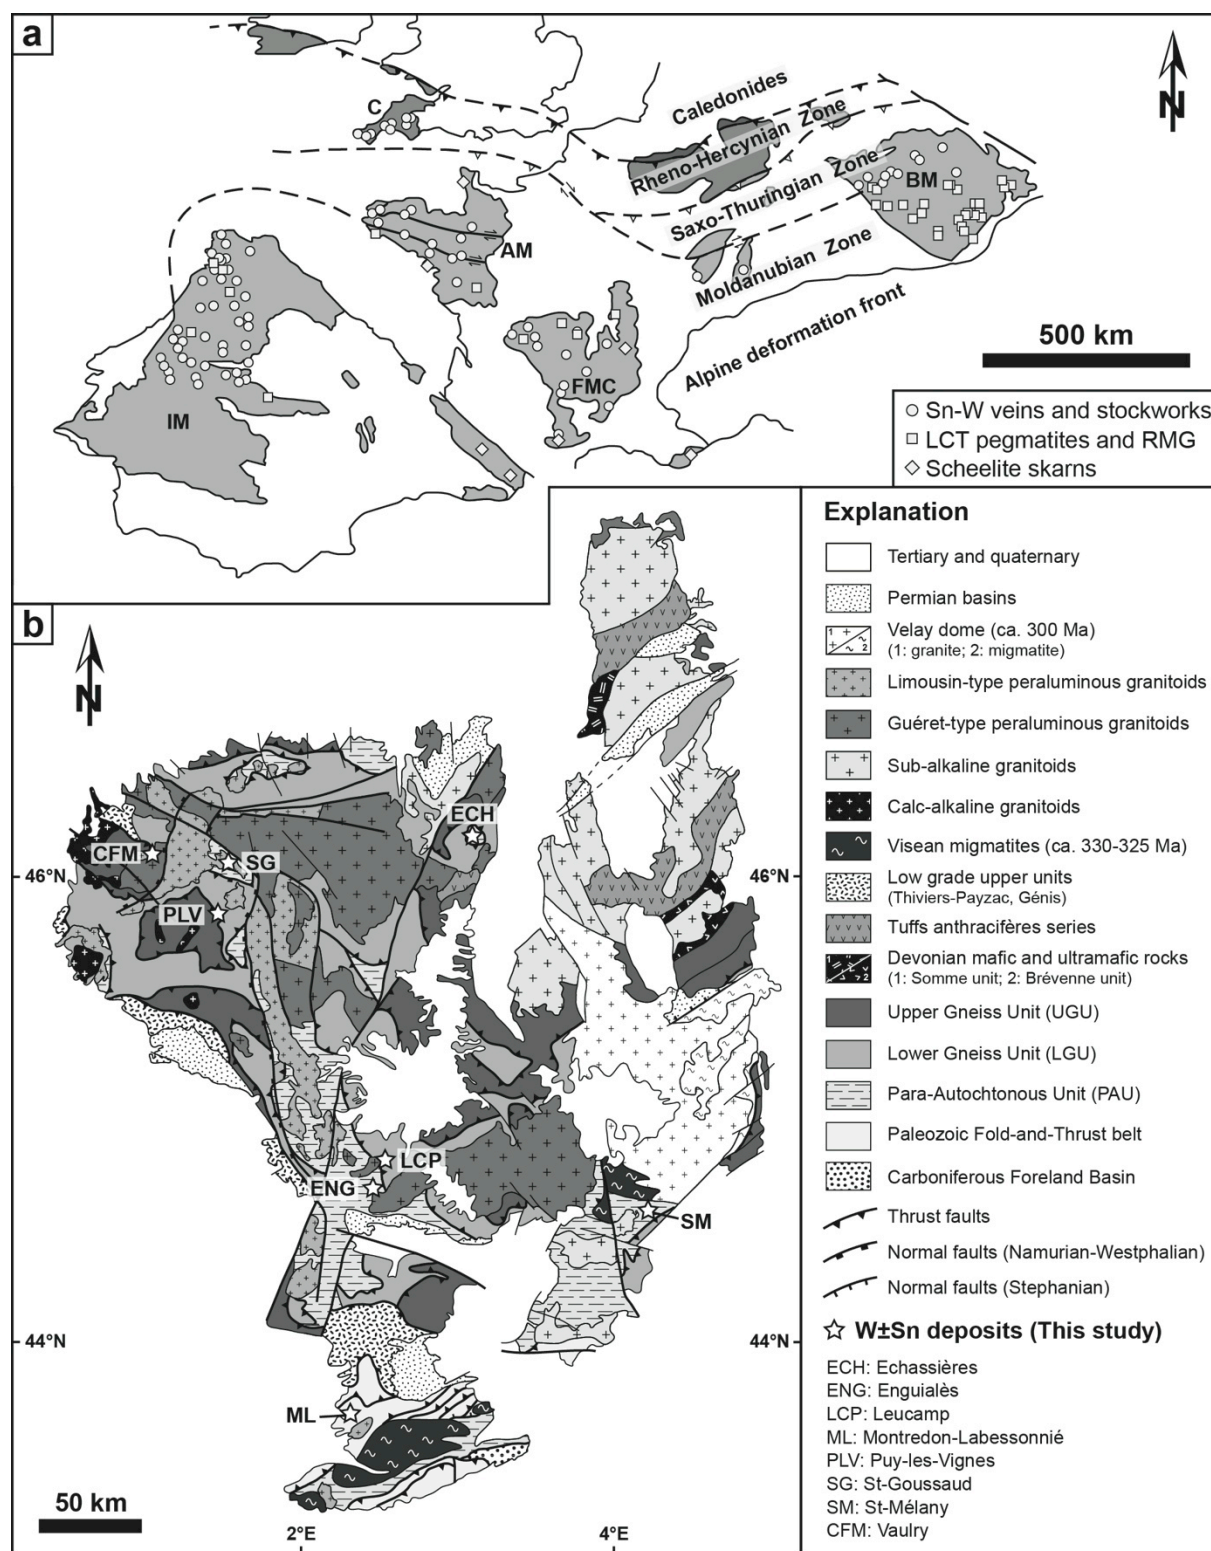 a
N
C
Caledonides
Rheno-Hercynian Zone
Saxo-Thuringian Zone
BM
AM
Moldanubian Zone
Alpine deformation front
500 km
FMC
IM
Sn-W veins and stockworks
LCT pegmatites and RMG
Scheelite skarns
b
N
ECH
CFM
SG
46°N
46°N
PLV
LCP
ENG
SM
44°N
44°N
ML
50 km
2°E
4°E
Explanation
Tertiary and quaternary
Permian basins
1
2
Velay dome (ca. 300 Ma)
(1: granite; 2: migmatite)
Limousin-type peraluminous granitoids
Guéret-type peraluminous granitoids
Sub-alkaline granitoids
Calc-alkaline granitoids
Visean migmatites (ca. 330-325 Ma)
Low grade upper units
(Thiviers-Payzac, Génis)
Tuffs anthracifères series
1
2
Devonian mafic and ultramafic rocks
(1: Somme unit; 2: Brévenne unit)
Upper Gneiss Unit (UGU)
Lower Gneiss Unit (LGU)
Para-Autochtonous Unit (PAU)
Paleozoic Fold-and-Thrust belt
Carboniferous Foreland Basin
Thrust faults
Normal faults (Namurian-Westphalian)
Normal faults (Stephanian)
W±Sn deposits (This study)
ECH: Echassières
ENG: Enguialès
LCP: Leucamp
ML: Montredon-Labessonnié
PLV: Puy-les-Vignes
SG: St-Goussaud
SM: St-Mélany
CFM: Vaulry